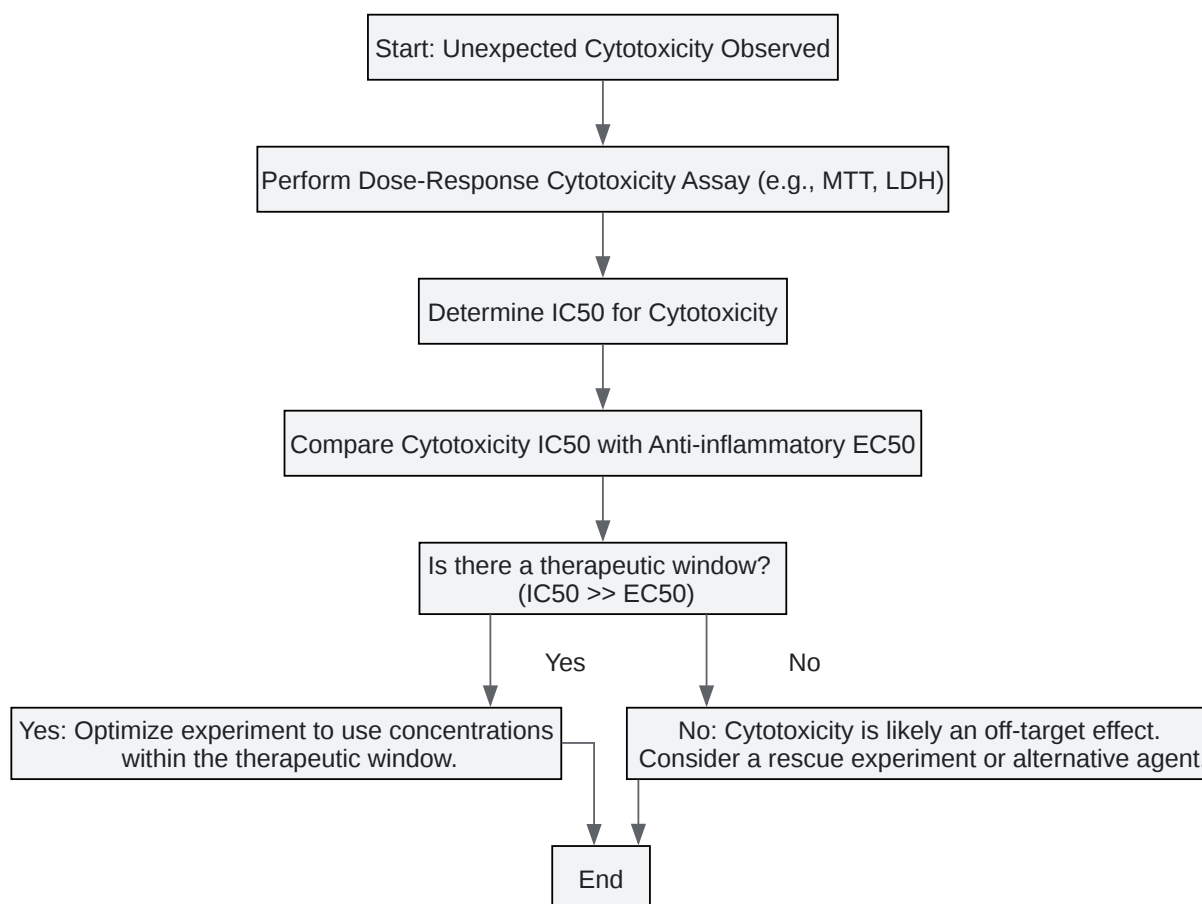 Start: Unexpected Cytotoxicity Observed
Perform Dose-Response Cytotoxicity Assay (e.g., MTT, LDH)
Determine IC50 for Cytotoxicity
Compare Cytotoxicity IC50 with Anti-inflammatory EC50
Is there a therapeutic window?
(IC50 >> EC50)
Yes
No
Yes: Optimize experiment to use concentrations
within the therapeutic window.
No: Cytotoxicity is likely an off-target effect.
Consider a rescue experiment or alternative agent.
End